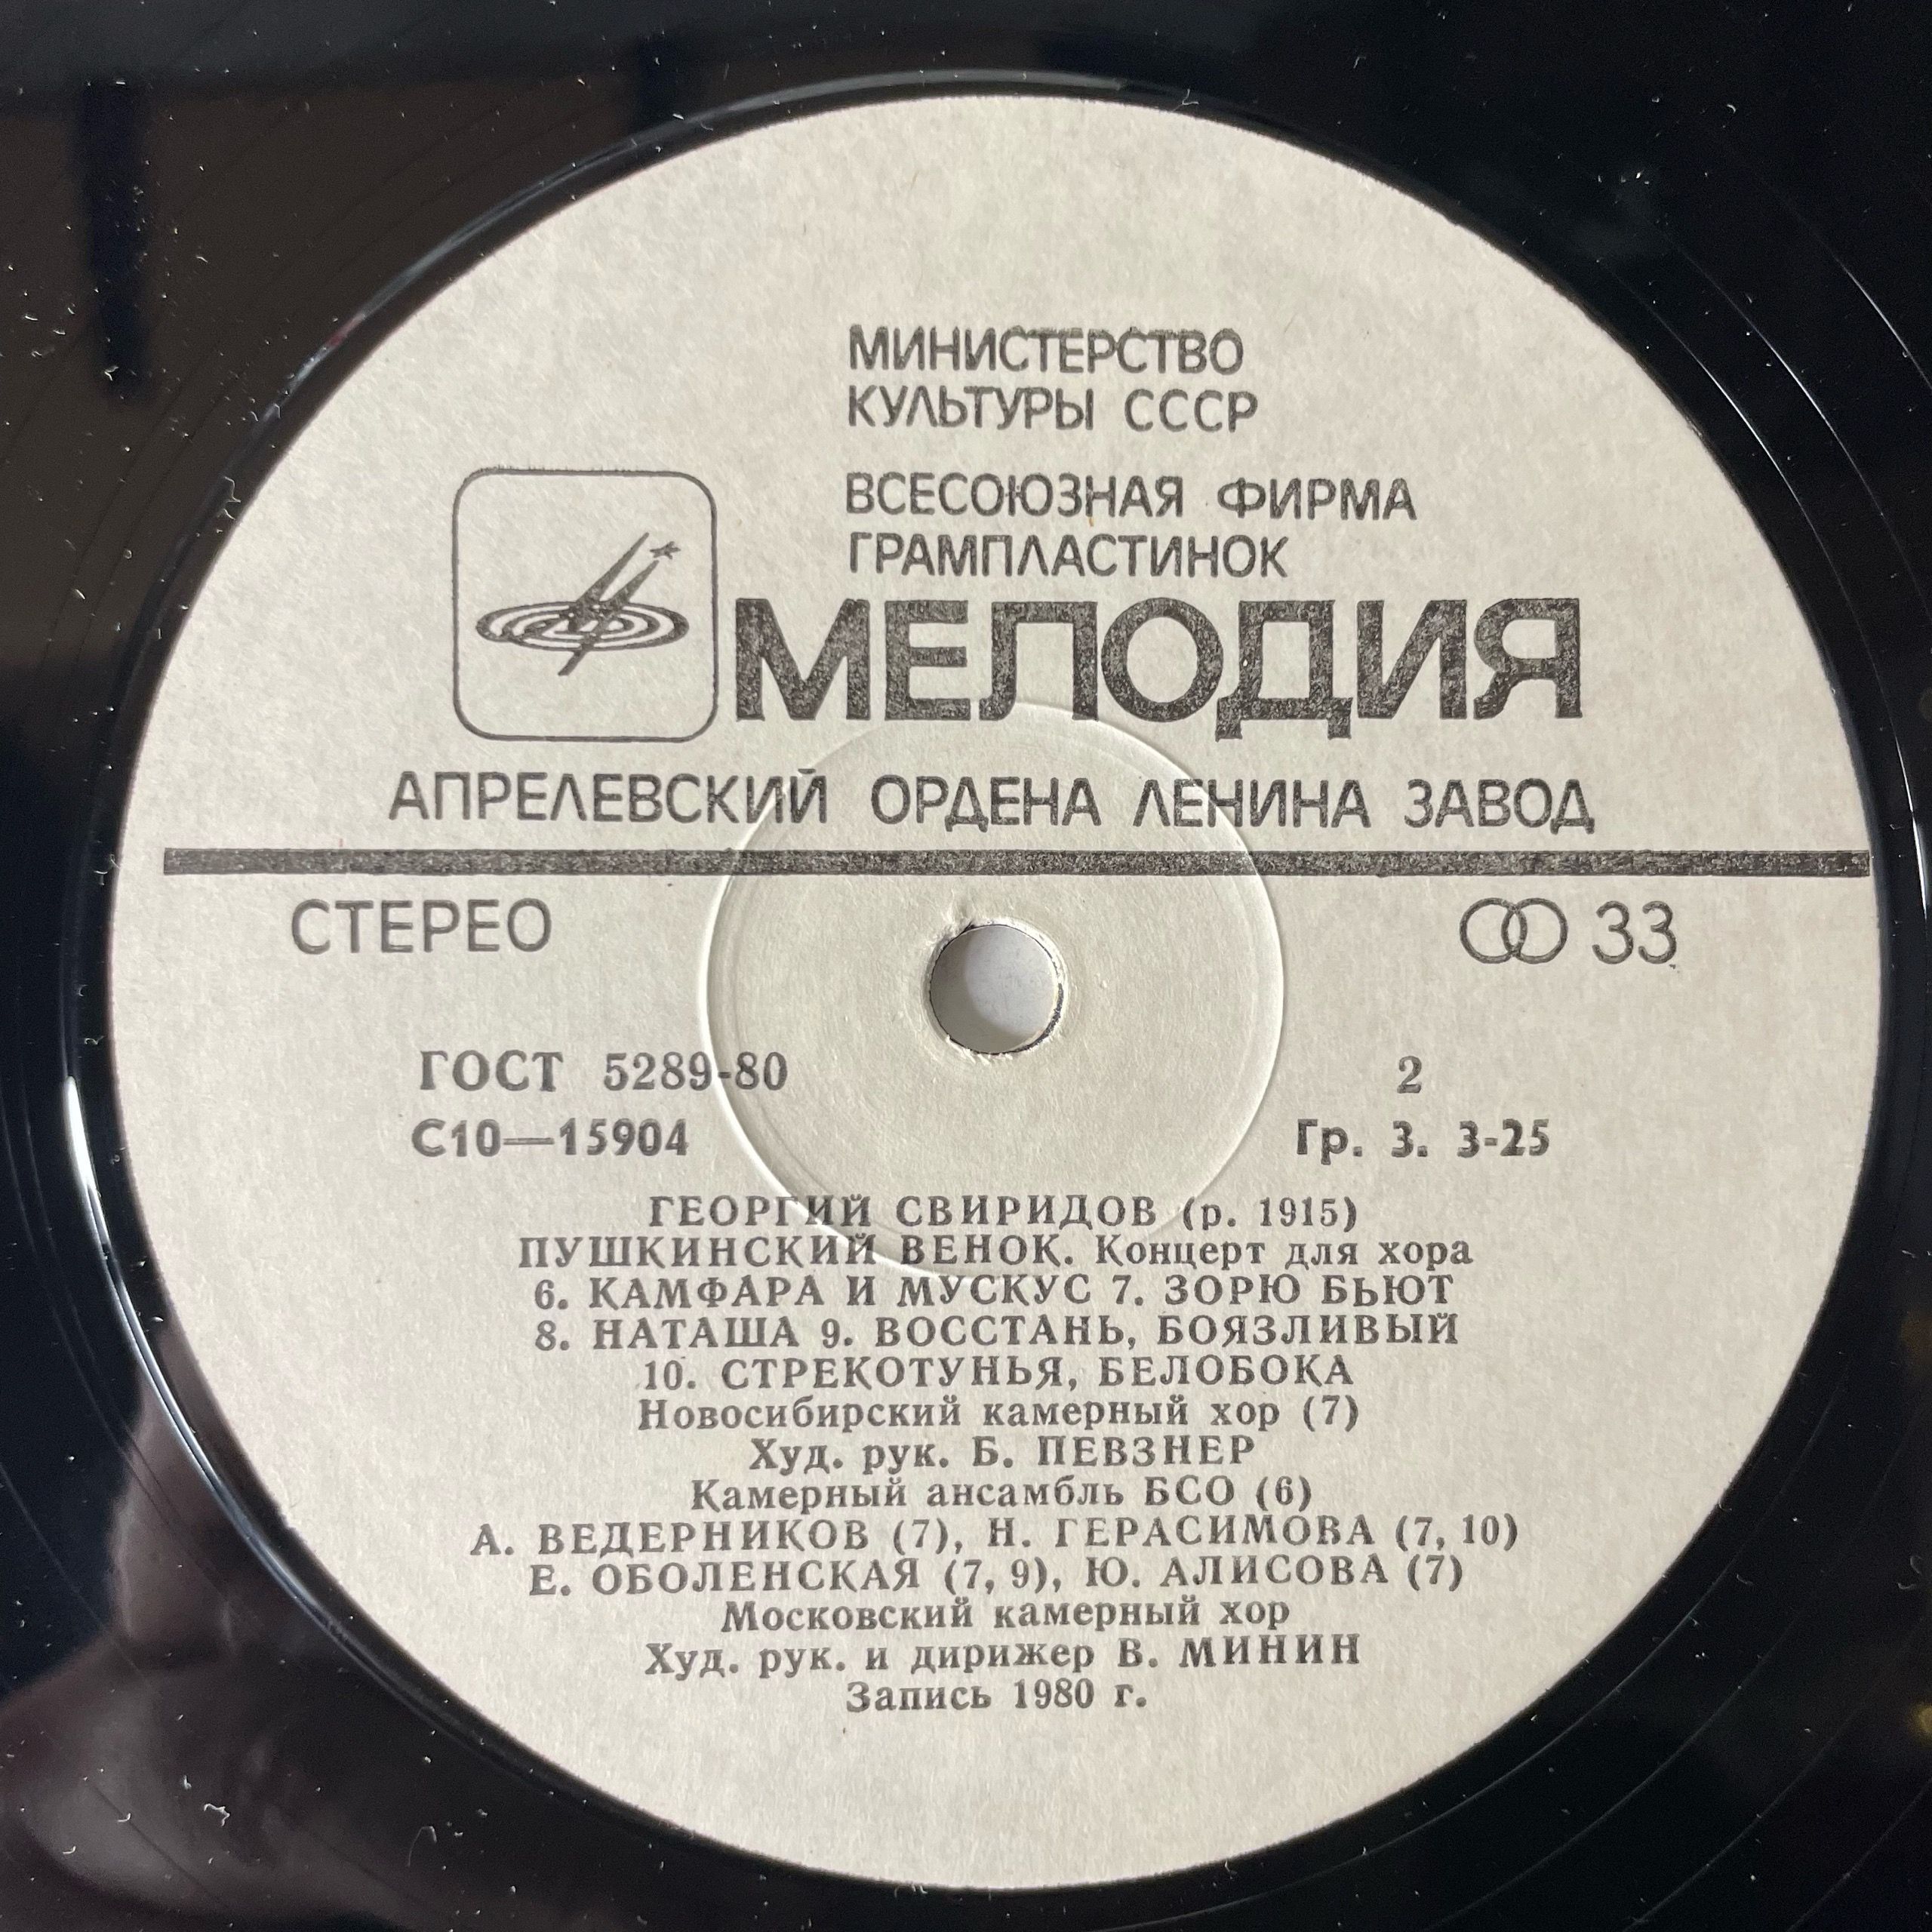 МИНИСТЕРСТВО
КУЛЬТУРЫ СССР
ВСЕСОЮЗНАЯ ФИРМА
ГРАМПЛАСТИНОК
МЕЛОДИЯ
АПРЕЛЕВСКИЙ ОРДЕНА ЛЕНИНА ЗАВОД
СТЕРЕО 33
ГОСТ 5289-80 2
С10—15904 Гр. 3. 3-25
ГЕОРГИЙ СВИРИДОВ (р. 1915)
ПУШКИНСКИЙ ВЕНОК. Концерт для хора
6. КАМФАРА И МУСКУС 7. ЗОРЮ БЬЮТ
8. НАТАША 9. ВОССТАНЬ, БОЯЗЛИВЫЙ
10. СТРЕКОТУНЬЯ, БЕЛОБОКА
Новосибирский камерный хор (7)
Худ. рук. Б. ПЕВЗНЕР
Камерный ансамбль БСО (6)
А. ВЕДЕРНИКОВ (7), Н. ГЕРАСИМОВА (7, 10)
Е. ОБОЛЕНСКАЯ (7, 9), Ю. АЛИСОВА (7)
Московский камерный хор
Худ. рук. и дирижер В. МИНИН
Запись 1980 г.